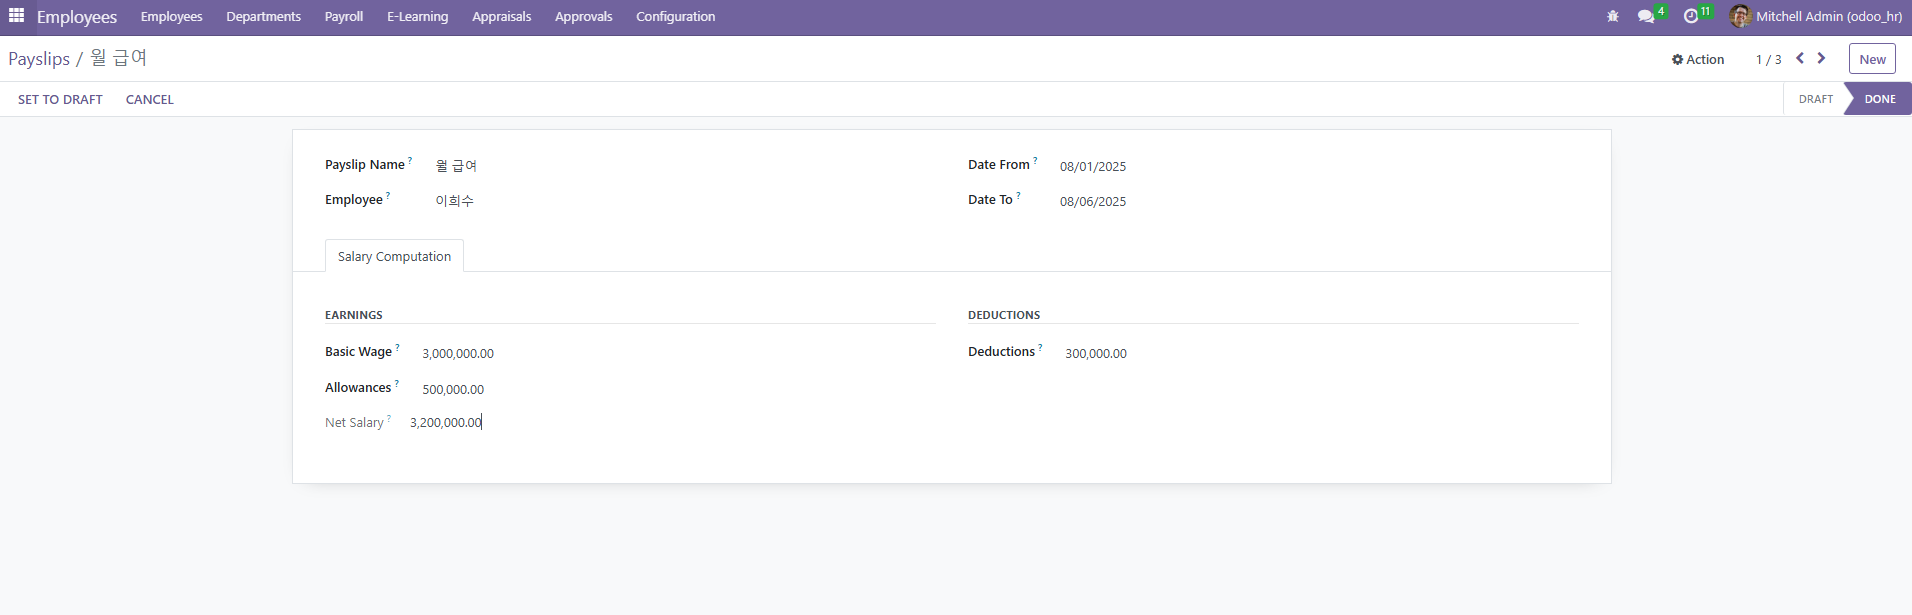 Employees Employees Departments Payroll E-Learning Appraisals Approvals Configuration 4 11 Mitchell Admin (odoo_hr)
Payslips / 월 급여 Action 1 / 3 New
SET TO DRAFT CANCEL DRAFT DONE
Payslip Name ? 월 급여 Date From ? 08/01/2025
Employee ? 이희수 Date To ? 08/06/2025
Salary Computation
EARNINGS DEDUCTIONS
Basic Wage ? 3,000,000.00 Deductions ? 300,000.00
Allowances ? 500,000.00
Net Salary ? 3,200,000.00